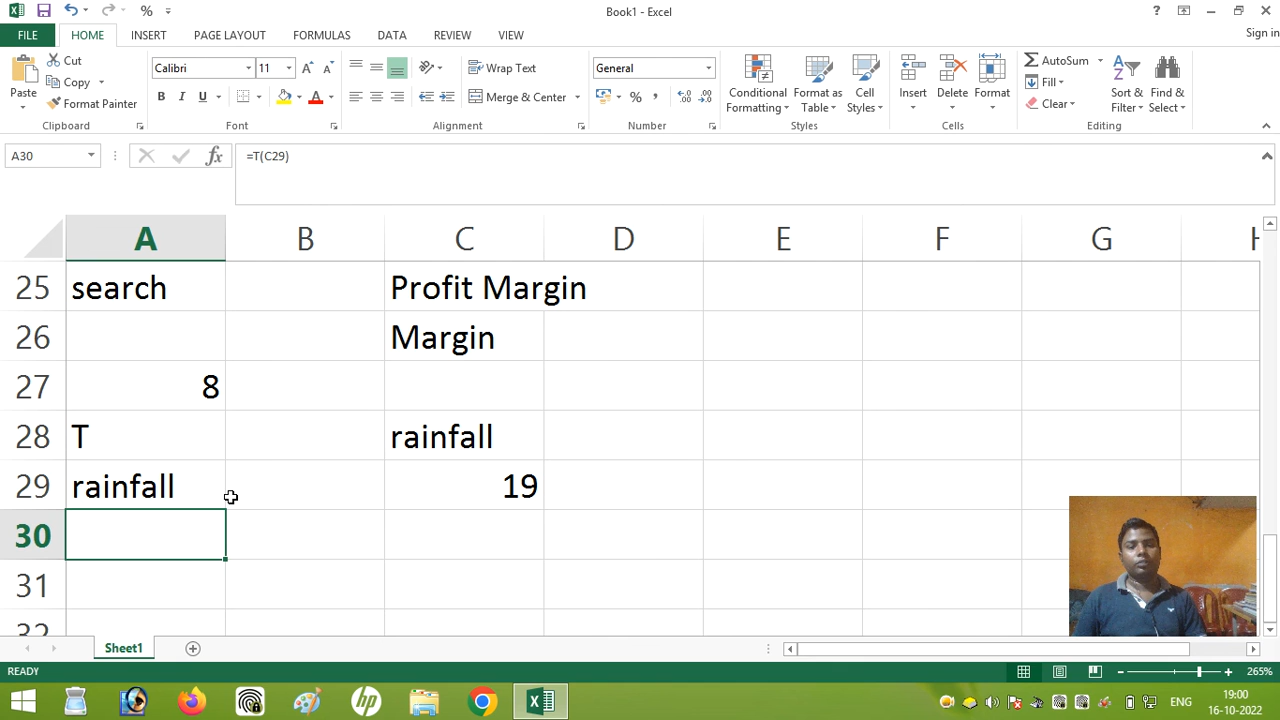 %
Book1 - Excel
?
FILE HOME INSERT PAGE LAYOUT FORMULAS DATA REVIEW VIEW Sign in
Paste
Cut
Copy
Format Painter
Clipboard
Calibri 11
B I U
Font
Wrap Text
Merge & Center
Alignment
General
%
Number
Conditional Formatting
Format as Table
Cell Styles
Styles
Insert Delete Format
Cells
AutoSum
Fill
Clear
Sort & Filter
Find & Select
Editing
A30 fx =T(C29)
A B C D E F G H
25 search Profit Margin
26 Margin
27 8
28 T rainfall
29 rainfall 19
30
31
32
Sheet1
READY 265%
hp ENG 19:00
16-10-2022